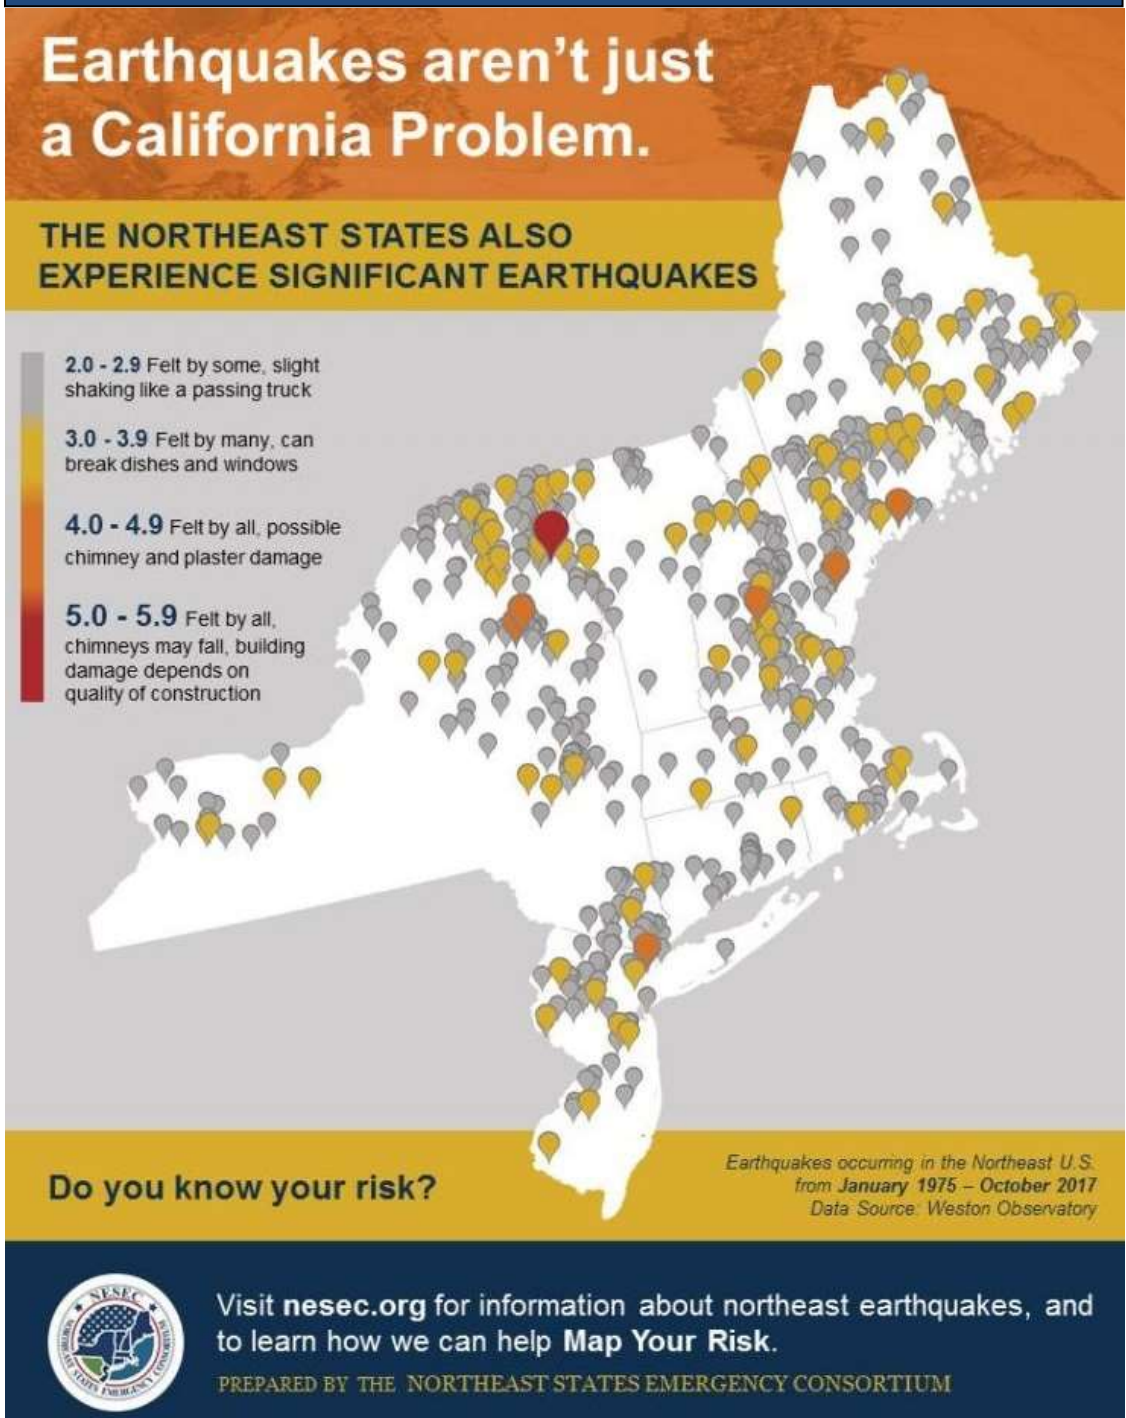 Earthquakes aren't just
a California Problem.
THE NORTHEAST STATES ALSO
EXPERIENCE SIGNIFICANT EARTHQUAKES
2.0 - 2.9 Felt by some, slight
shaking like a passing truck
3.0 - 3.9 Felt by many, can
break dishes and windows
4.0 - 4.9 Felt by all, possible
chimney and plaster damage
5.0 - 5.9 Felt by all,
chimneys may fall, building
damage depends on
quality of construction
Do you know your risk?
Earthquakes occurring in the Northeast U.S.
from January 1975 – October 2017
Data Source: Weston Observatory
NESEC
NORTHEAST STATES EMERGENCY CONSORTIUM
Visit nesec.org for information about northeast earthquakes, and
to learn how we can help Map Your Risk.
PREPARED BY THE NORTHEAST STATES EMERGENCY CONSORTIUM